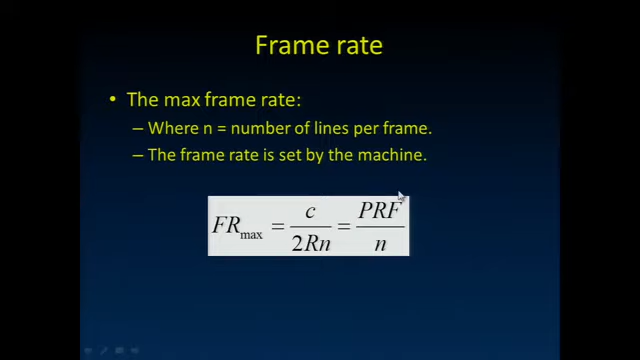 Frame rate
• The max frame rate:
– Where n = number of lines per frame.
– The frame rate is set by the machine.
FR_max = c / 2Rn = PRF / n